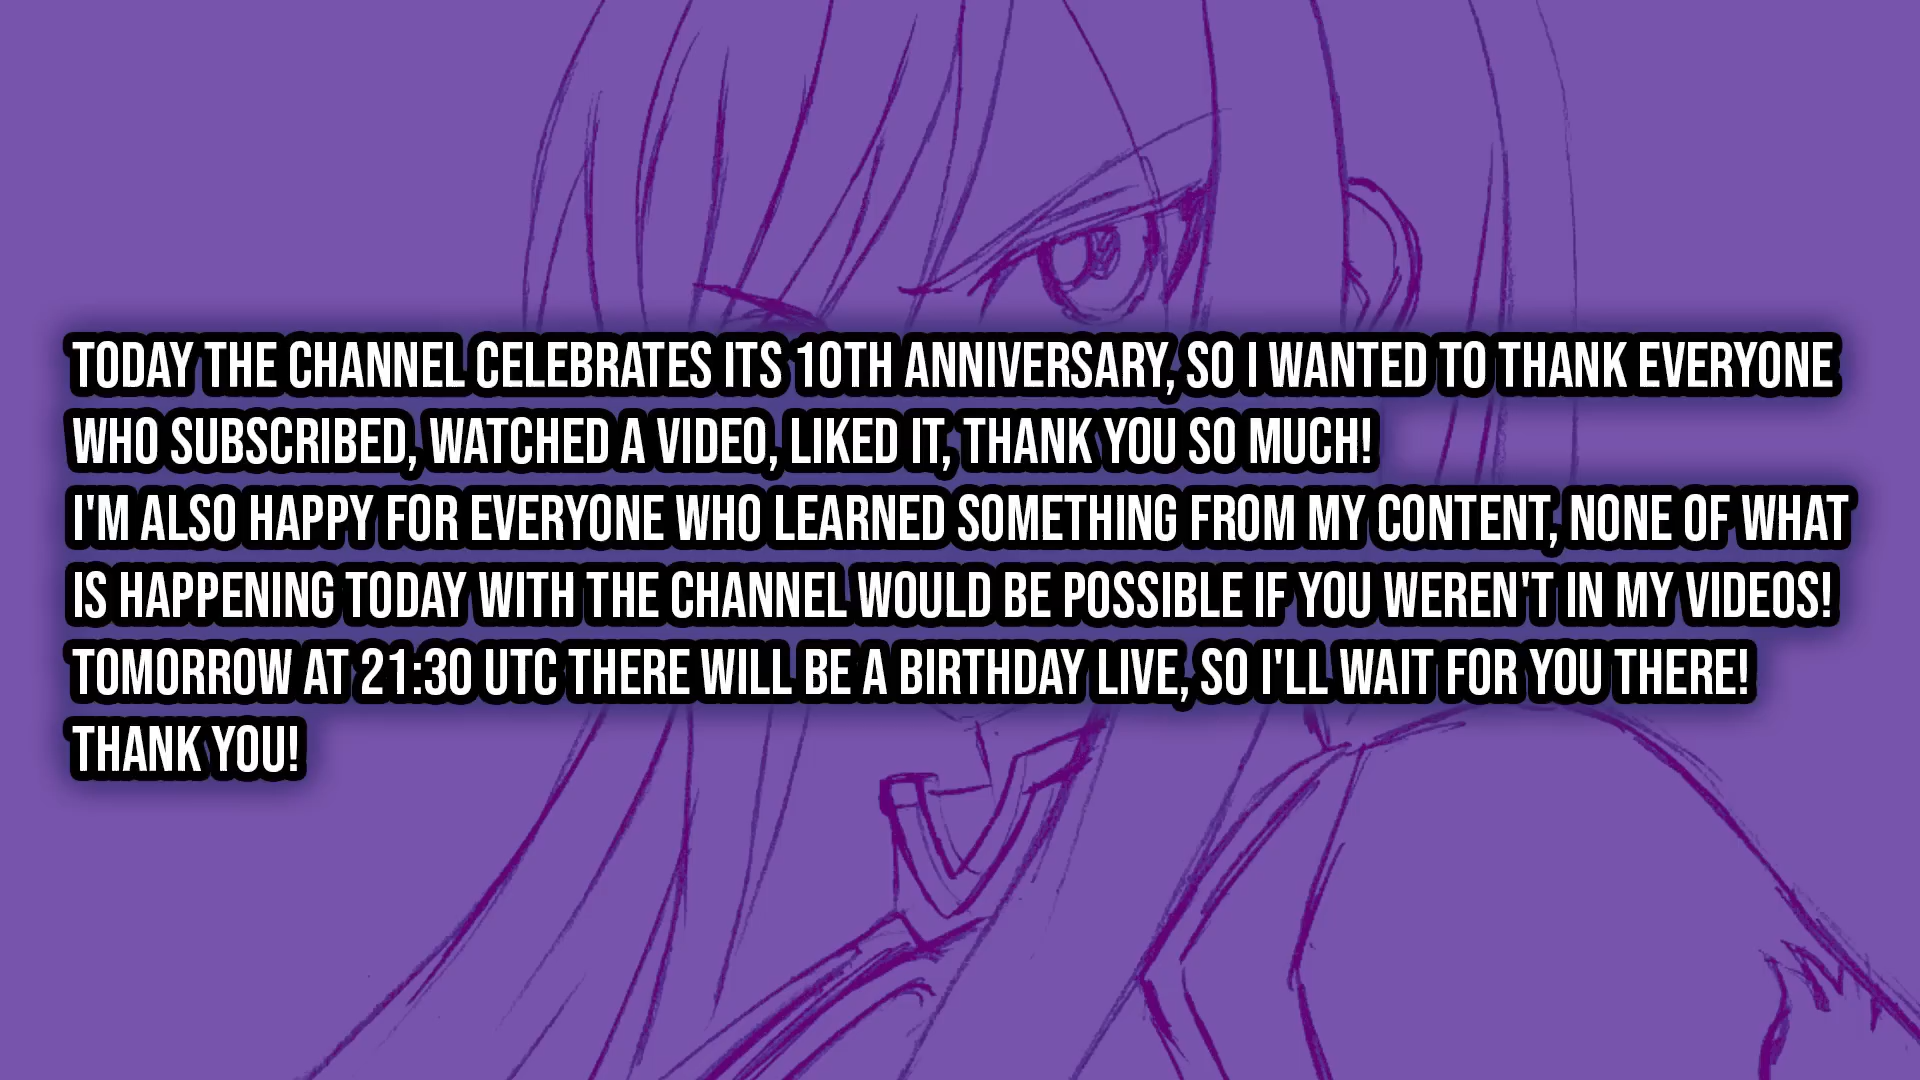 TODAY THE CHANNEL CELEBRATES ITS 10TH ANNIVERSARY, SO I WANTED TO THANK EVERYONE
WHO SUBSCRIBED, WATCHED A VIDEO, LIKED IT, THANK YOU SO MUCH!
I'M ALSO HAPPY FOR EVERYONE WHO LEARNED SOMETHING FROM MY CONTENT, NONE OF WHAT
IS HAPPENING TODAY WITH THE CHANNEL WOULD BE POSSIBLE IF YOU WEREN'T IN MY VIDEOS!
TOMORROW AT 21:30 UTC THERE WILL BE A BIRTHDAY LIVE, SO I'LL WAIT FOR YOU THERE!
THANK YOU!